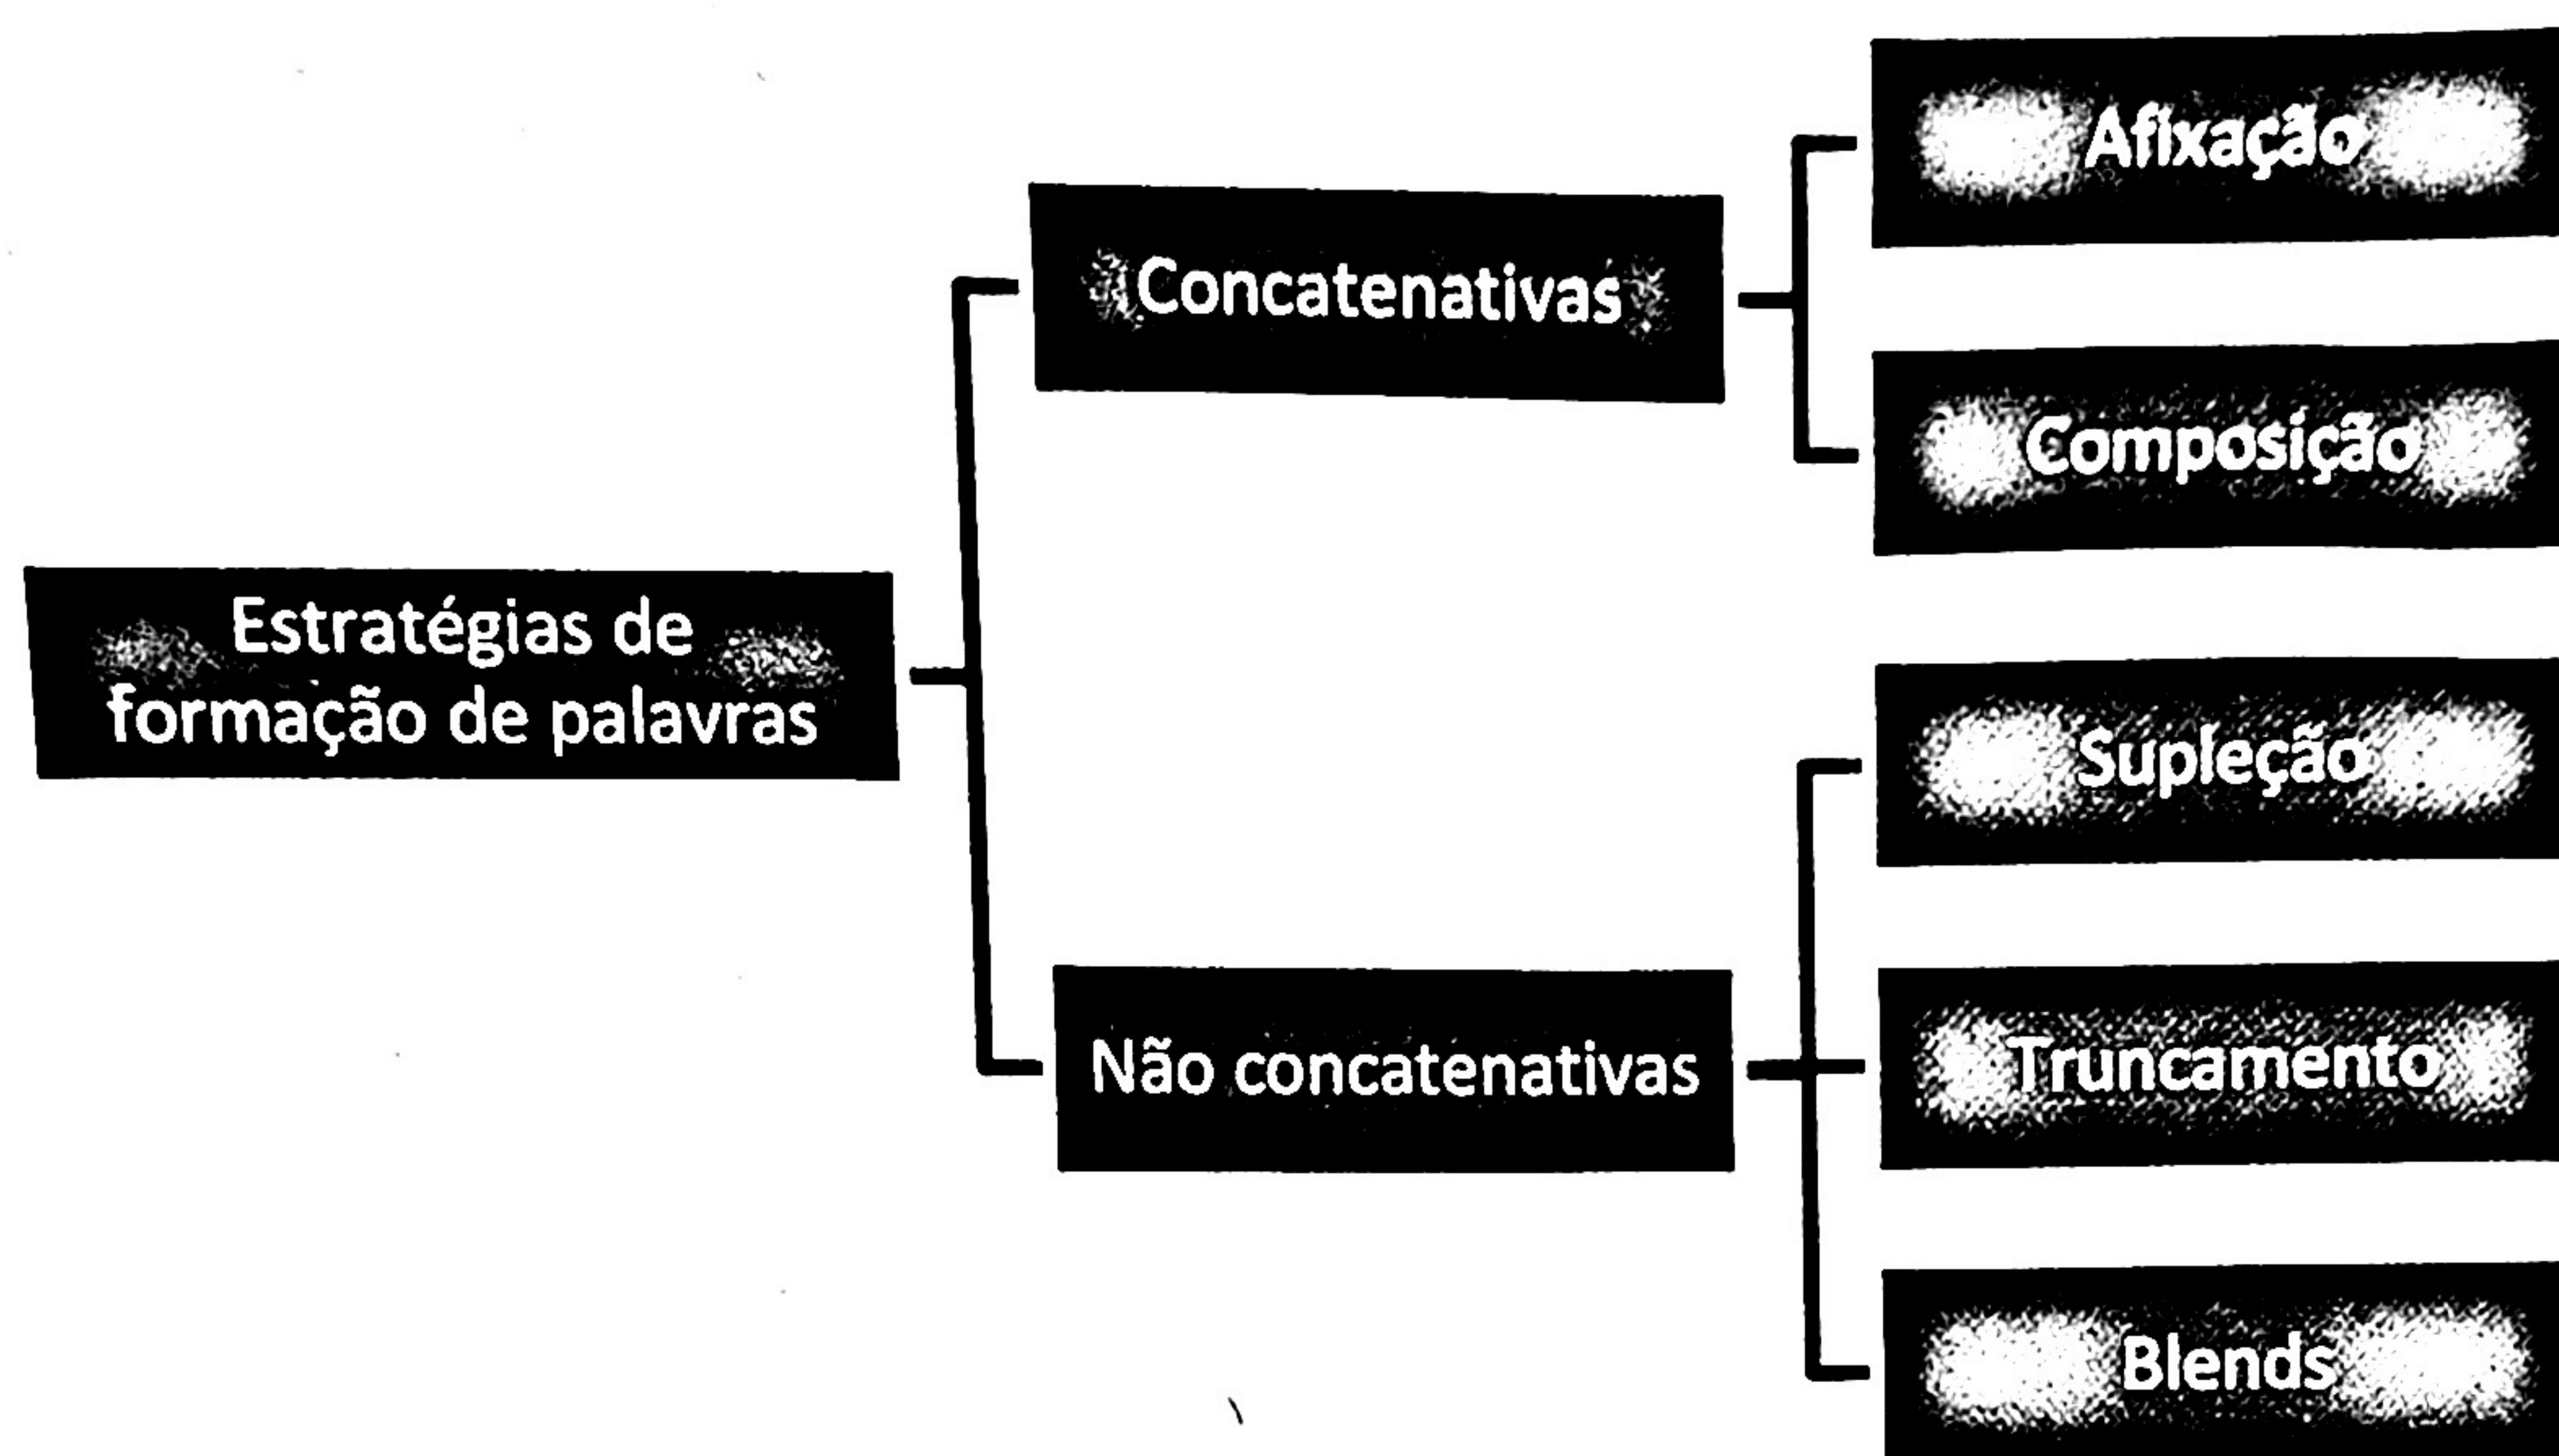 Afixação
Concatenativas
Composição
Estratégias de
formação de palavras
Supleção
Não concatenativas
Truncamento
Blends